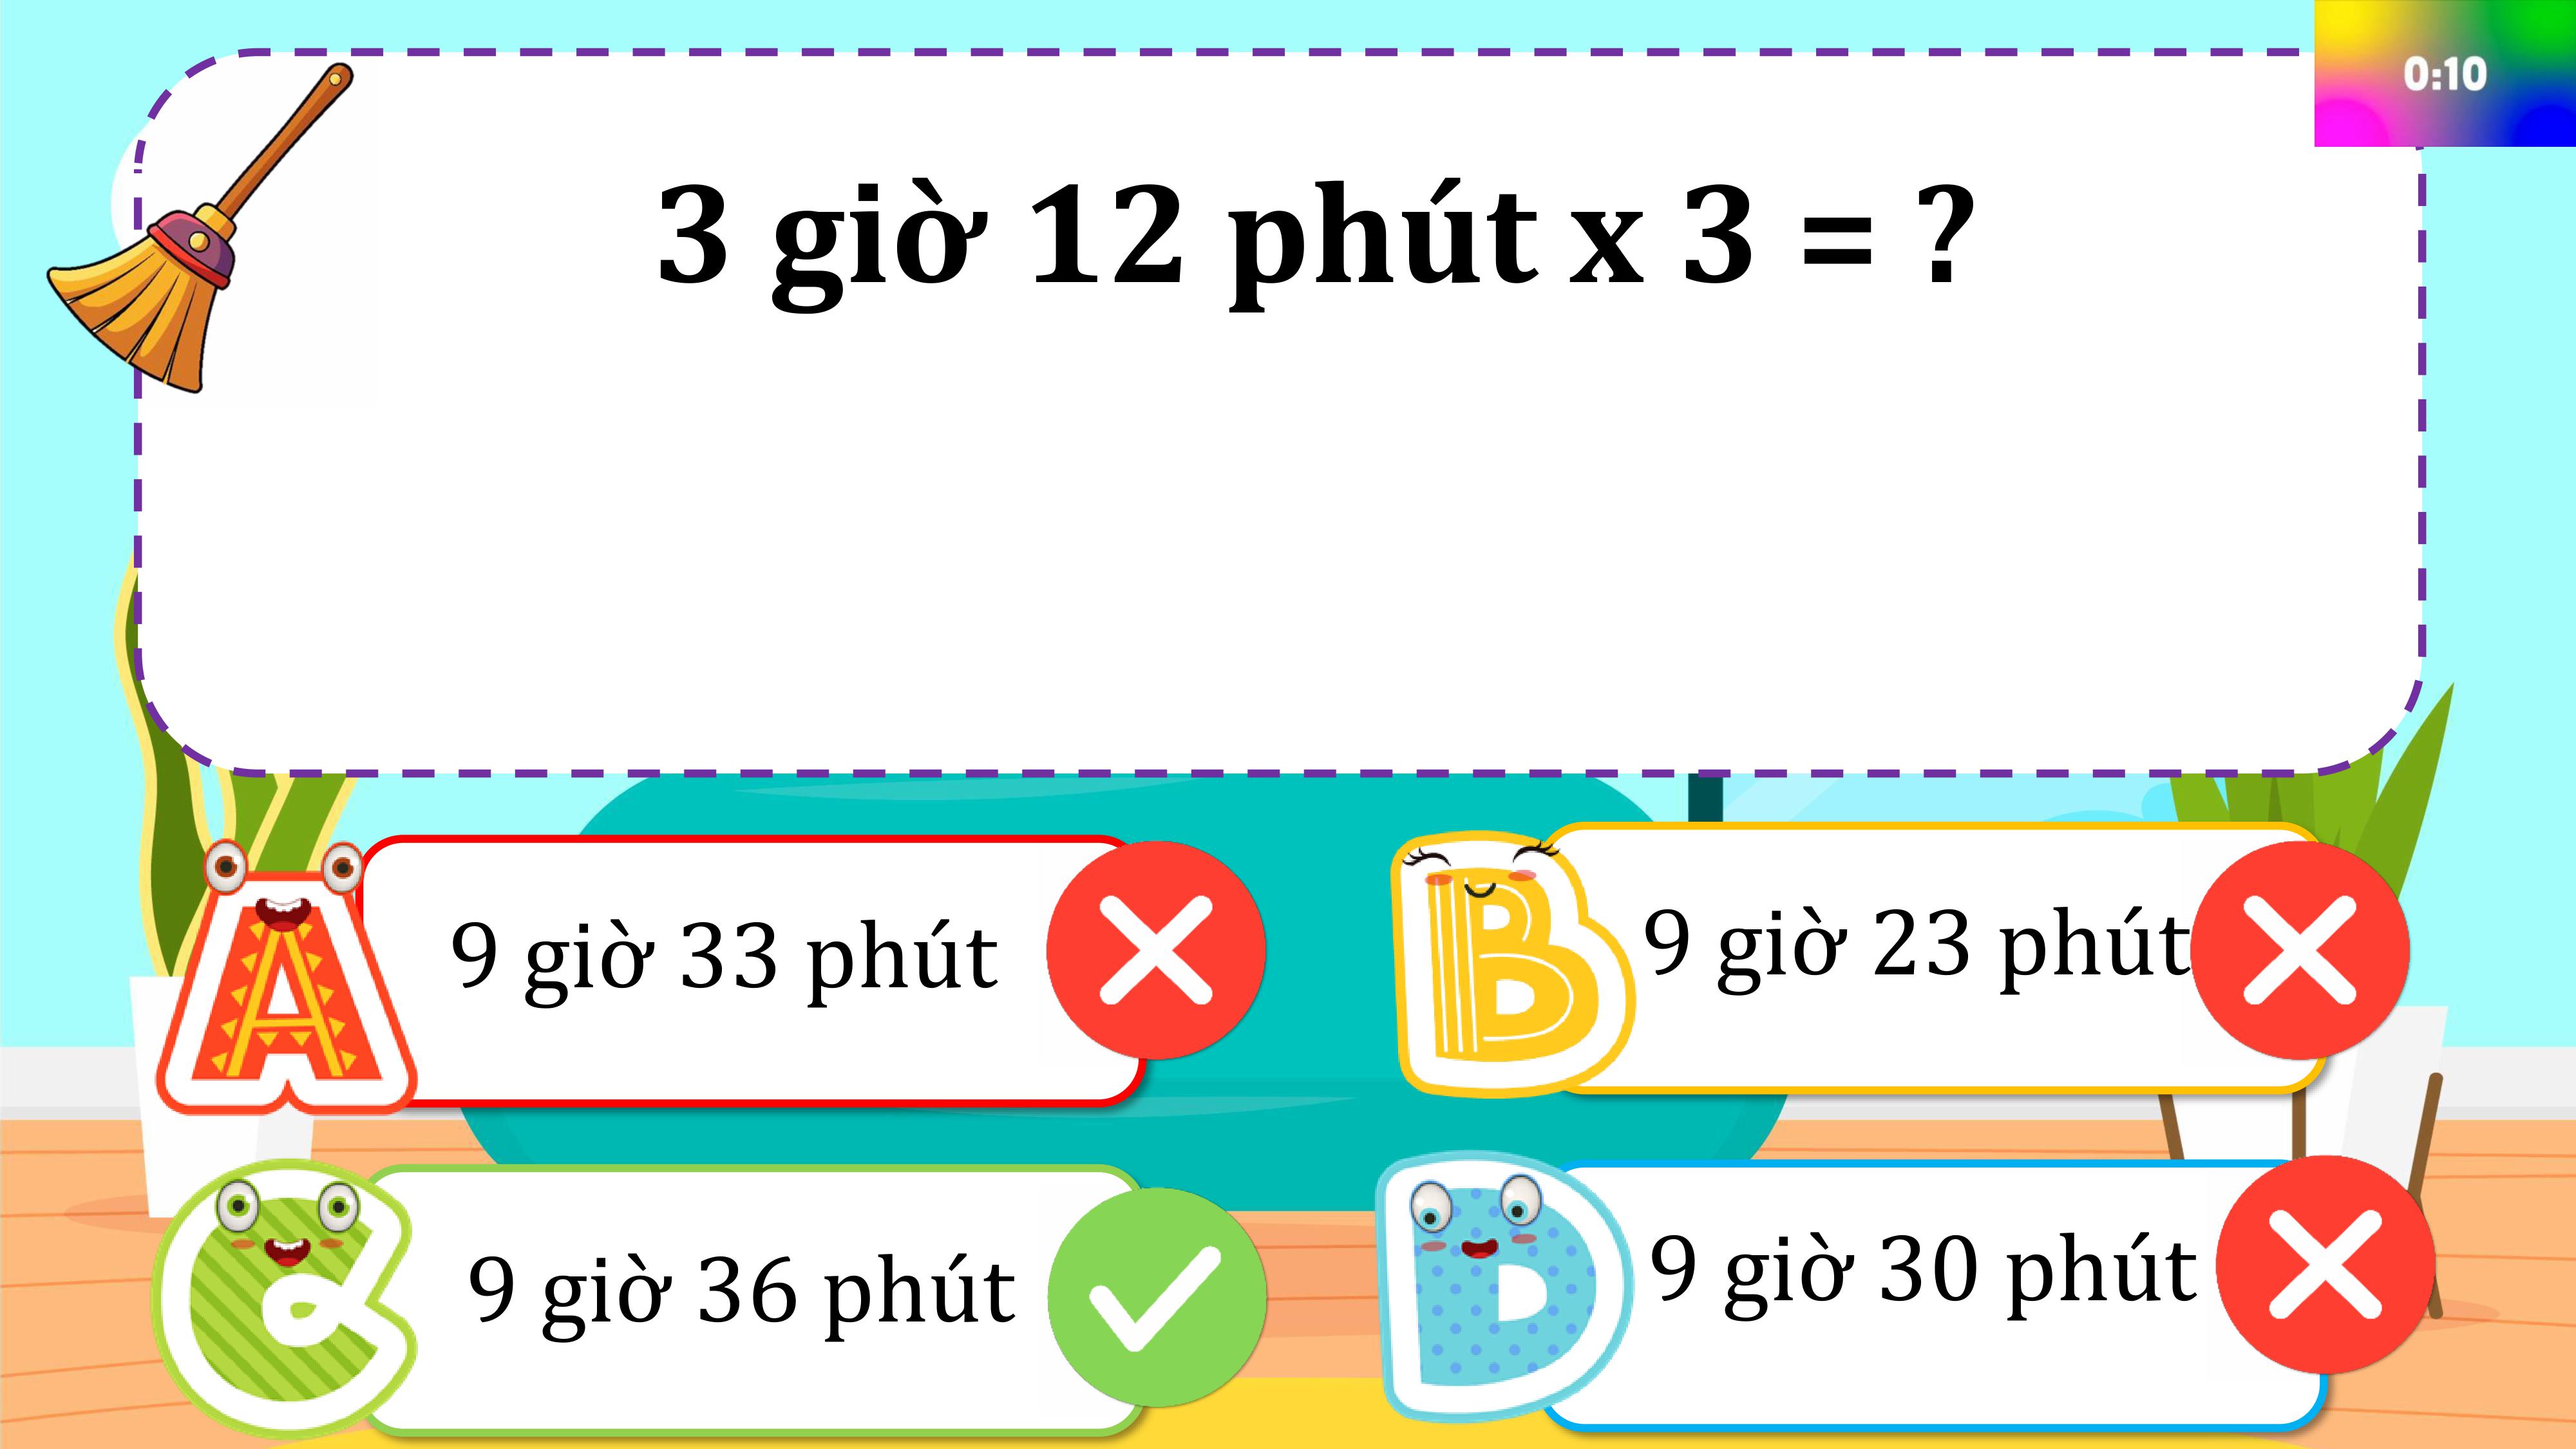 0:10
3 giờ 12 phút x 3 = ?
A
9 giờ 33 phút
B
9 giờ 23 phút
C
9 giờ 36 phút
D
9 giờ 30 phút